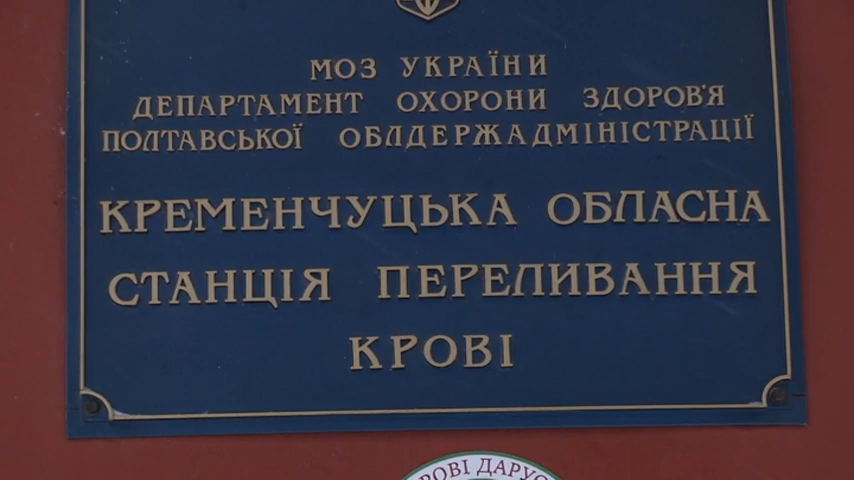 МОЗ УКРАЇНИ
ДЕПАРТАМЕНТ ОХОРОНИ ЗДОРОВ'Я
ПОЛТАВСЬКОЇ ОБЛДЕРЖАДМІНІСТРАЦІЇ
КРЕМЕНЧУЦЬКА ОБЛАСНА
СТАНЦІЯ ПЕРЕЛИВАННЯ
КРОВІ